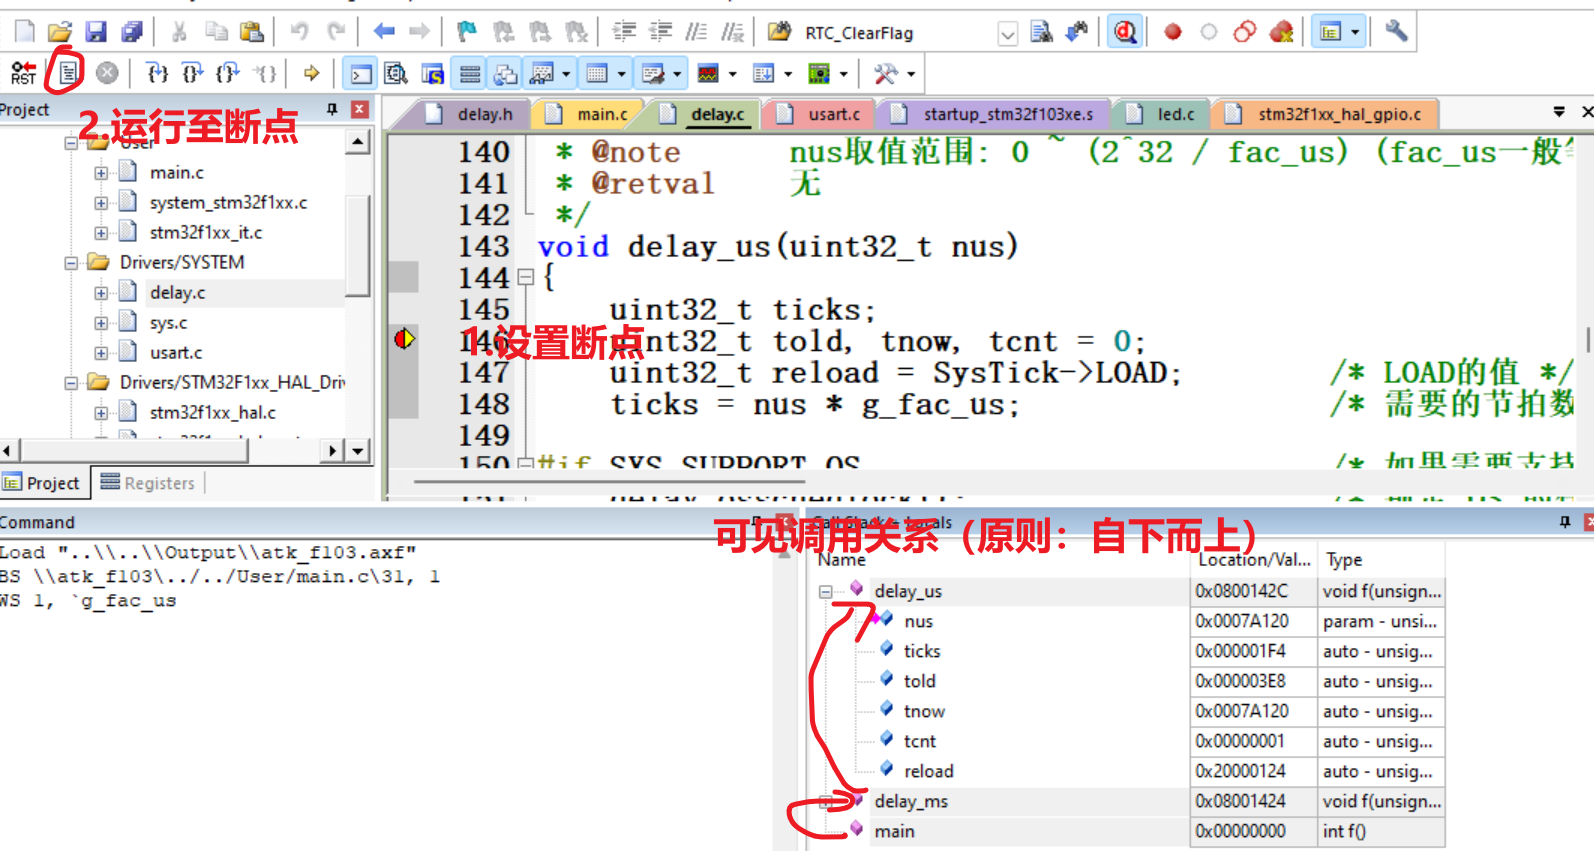 RTC_ClearFlag
RST
Project
2.运行至断点
User
main.c
system_stm32f1xx.c
stm32f1xx_it.c
Drivers/SYSTEM
delay.c
sys.c
usart.c
Drivers/STM32F1xx_HAL_Driv
stm32f1xx_hal.c
Project
Registers
delay.h
main.c
delay.c
usart.c
startup_stm32f103xe.s
led.c
stm32f1xx_hal_gpio.c
140 * @note nus取值范围: 0 ~ (2^32 / fac_us) (fac_us一般
141 * @retval 无
142 */
143 void delay_us(uint32_t nus)
144 {
145 uint32_t ticks;
1.设置断点
146 uint32_t told, tnow, tcnt = 0;
147 uint32_t reload = SysTick->LOAD; /* LOAD的值 */
148 ticks = nus * g_fac_us; /* 需要的节拍数
149
150 #if SYS_SUPPORT_OS /* 如果需要支持
Command
Load "..\\..\\Output\\atk_f103.axf"
BS \\atk_f103\../../User/main.c\31, 1
WS 1, `g_fac_us
Call Stack + Locals
可见调用关系（原则：自下而上）
Name Location/Val... Type
delay_us 0x0800142C void f(unsign...
nus 0x0007A120 param - unsi...
ticks 0x000001F4 auto - unsig...
told 0x000003E8 auto - unsig...
tnow 0x0007A120 auto - unsig...
tcnt 0x00000001 auto - unsig...
reload 0x20000124 auto - unsig...
delay_ms 0x08001424 void f(unsign...
main 0x00000000 int f()